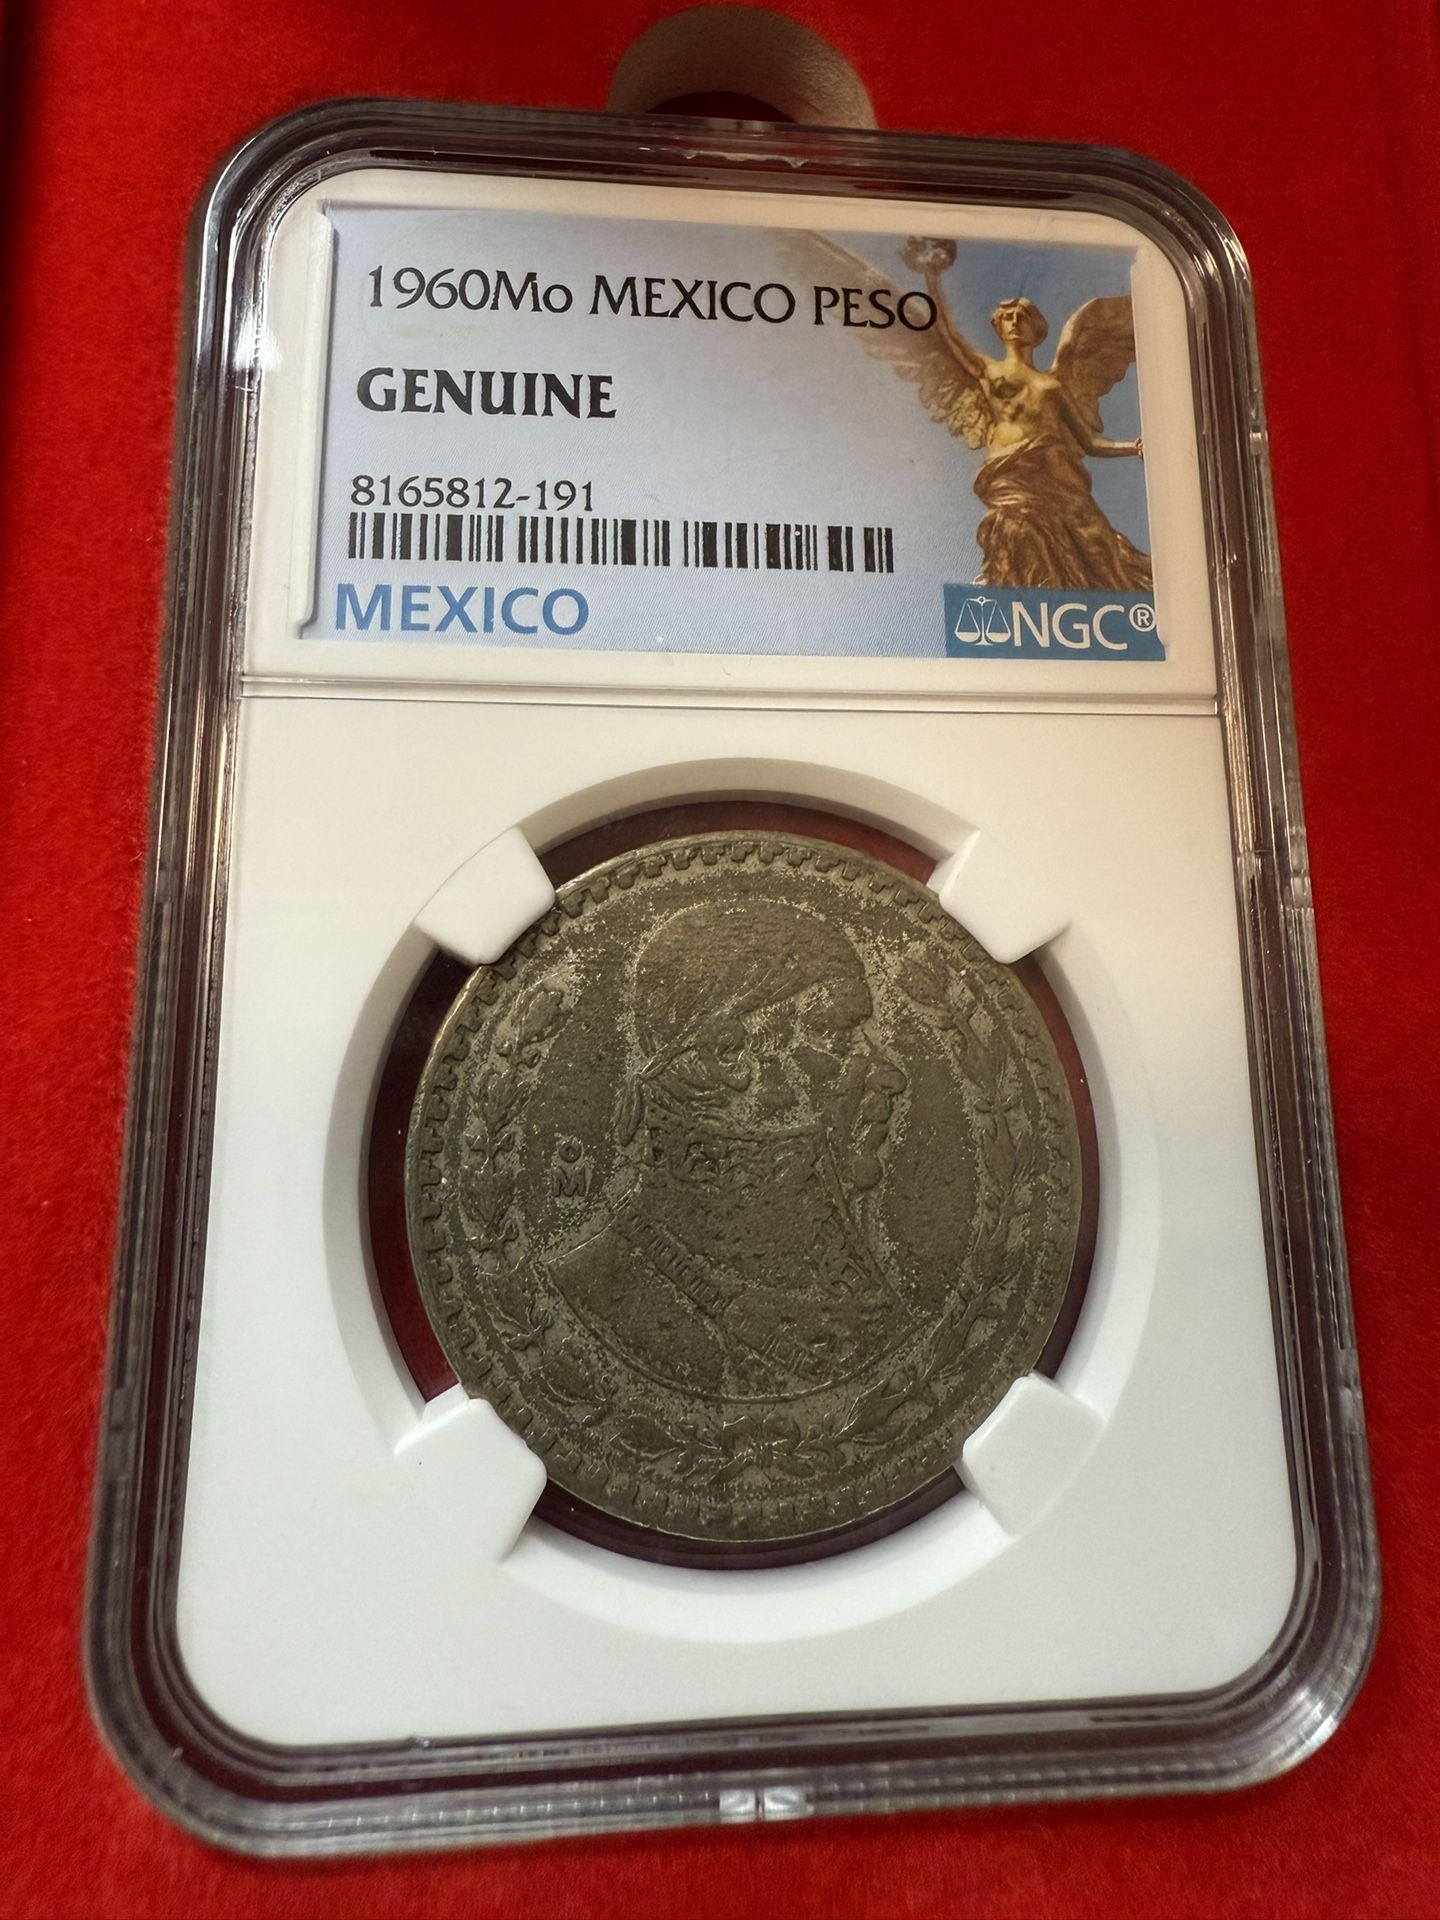 1960Mo MEXICO PESO
GENUINE
8165812-191
MEXICO
NGC®
o
M